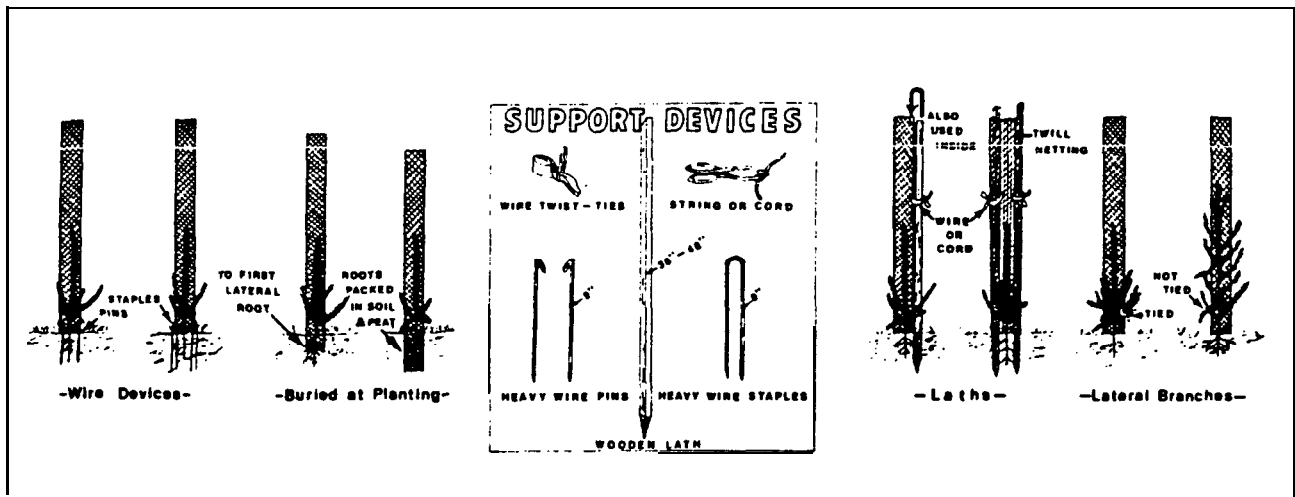 SUPPORT DEVICES
WIRE TWIST-TIES
STRING OR CORD
36"-48"
HEAVY WIRE PINS
HEAVY WIRE STAPLES
WOODEN LATH
STAPLES
PINS
-Wire Devices-
TO FIRST
LATERAL
ROOT
ROOTS
PACKED
IN SOIL
& PEAT
-Buried at Planting-
ALSO
USED
INSIDE
TWILL
NETTING
WIRE
OR
CORD
-Laths-
NOT
TIED
TIED
-Lateral Branches-